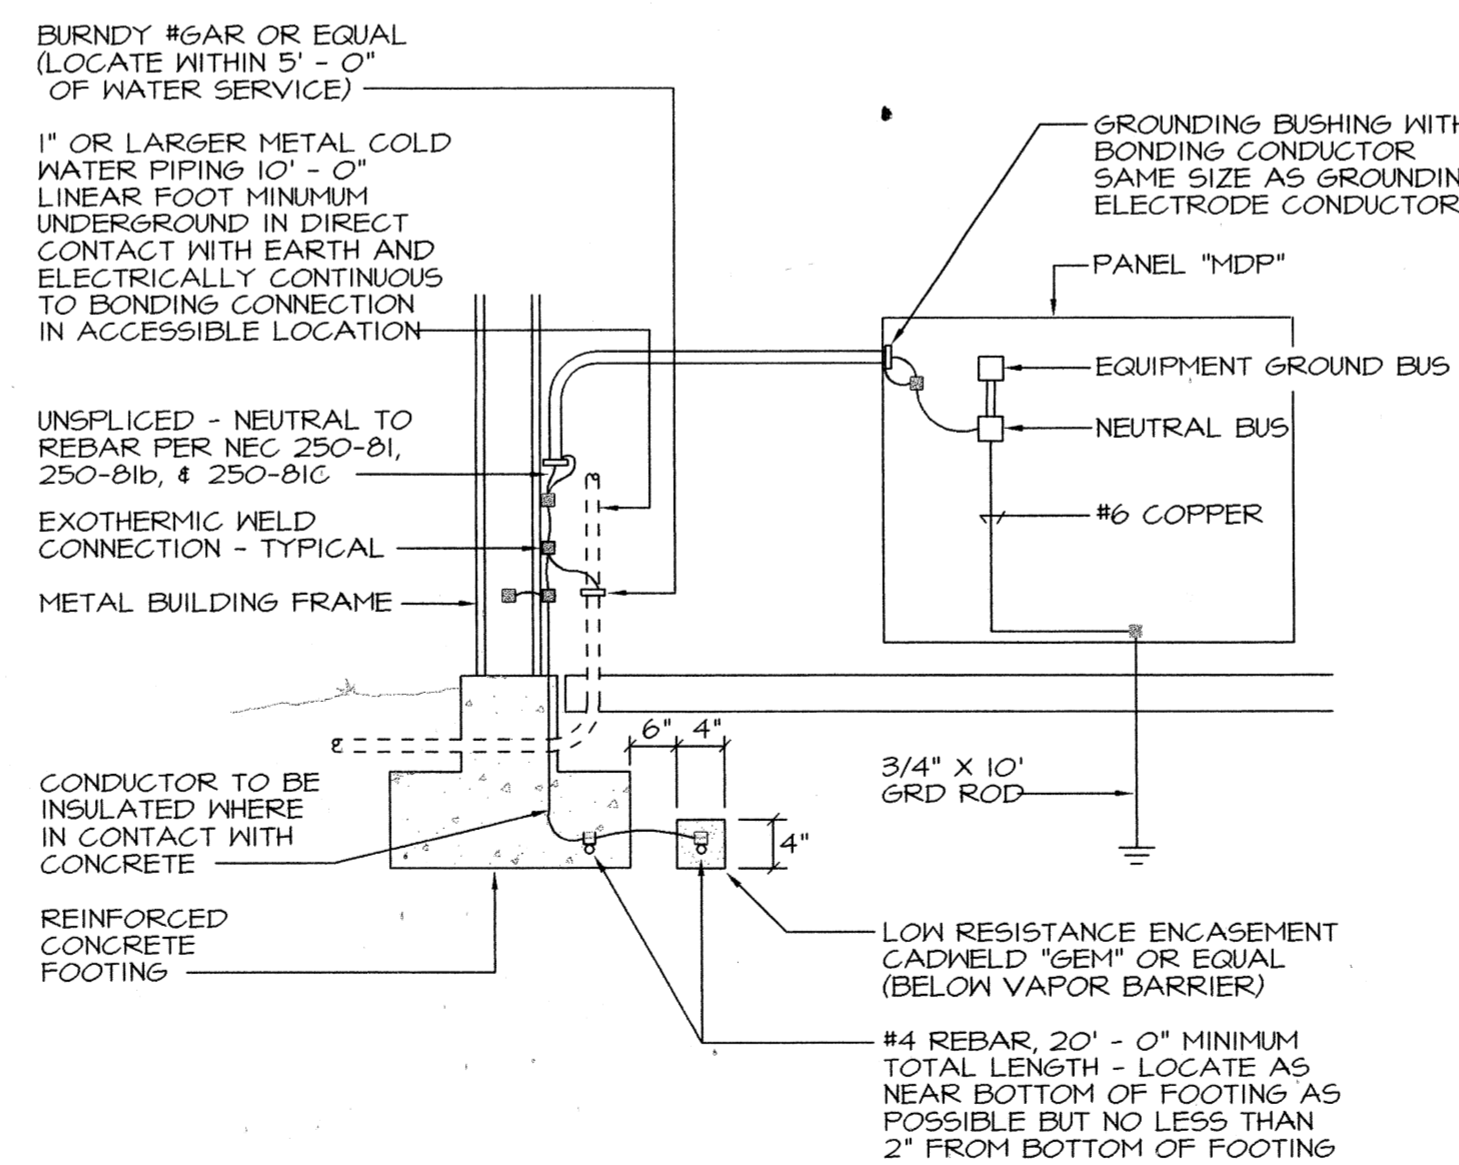 BURNDY #GAR OR EQUAL
(LOCATE WITHIN 5' - 0"
OF WATER SERVICE)
1" OR LARGER METAL COLD
WATER PIPING 10' - 0"
LINEAR FOOT MINUMUM
UNDERGROUND IN DIRECT
CONTACT WITH EARTH AND
ELECTRICALLY CONTINUOUS
TO BONDING CONNECTION
IN ACCESSIBLE LOCATION
UNSPLICED - NEUTRAL TO
REBAR PER NEC 250-81,
250-81b, & 250-81C
EXOTHERMIC WELD
CONNECTION - TYPICAL
METAL BUILDING FRAME
CONDUCTOR TO BE
INSULATED WHERE
IN CONTACT WITH
CONCRETE
REINFORCED
CONCRETE
FOOTING
GROUNDING BUSHING WITH
BONDING CONDUCTOR
SAME SIZE AS GROUNDIN
ELECTRODE CONDUCTOR
PANEL "MDP"
EQUIPMENT GROUND BUS
NEUTRAL BUS
#6 COPPER
6" 4"
4"
3/4" X 10'
GRD ROD
LOW RESISTANCE ENCASEMENT
CADWELD "GEM" OR EQUAL
(BELOW VAPOR BARRIER)
#4 REBAR, 20' - 0" MINIMUM
TOTAL LENGTH - LOCATE AS
NEAR BOTTOM OF FOOTING AS
POSSIBLE BUT NO LESS THAN
2" FROM BOTTOM OF FOOTING